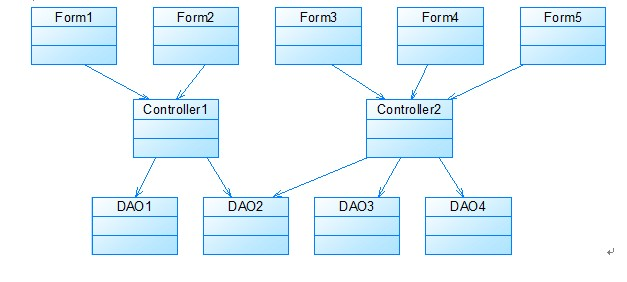 Form1 Form2 Form3 Form4 Form5
Controller1 Controller2
DAO1 DAO2 DAO3 DAO4